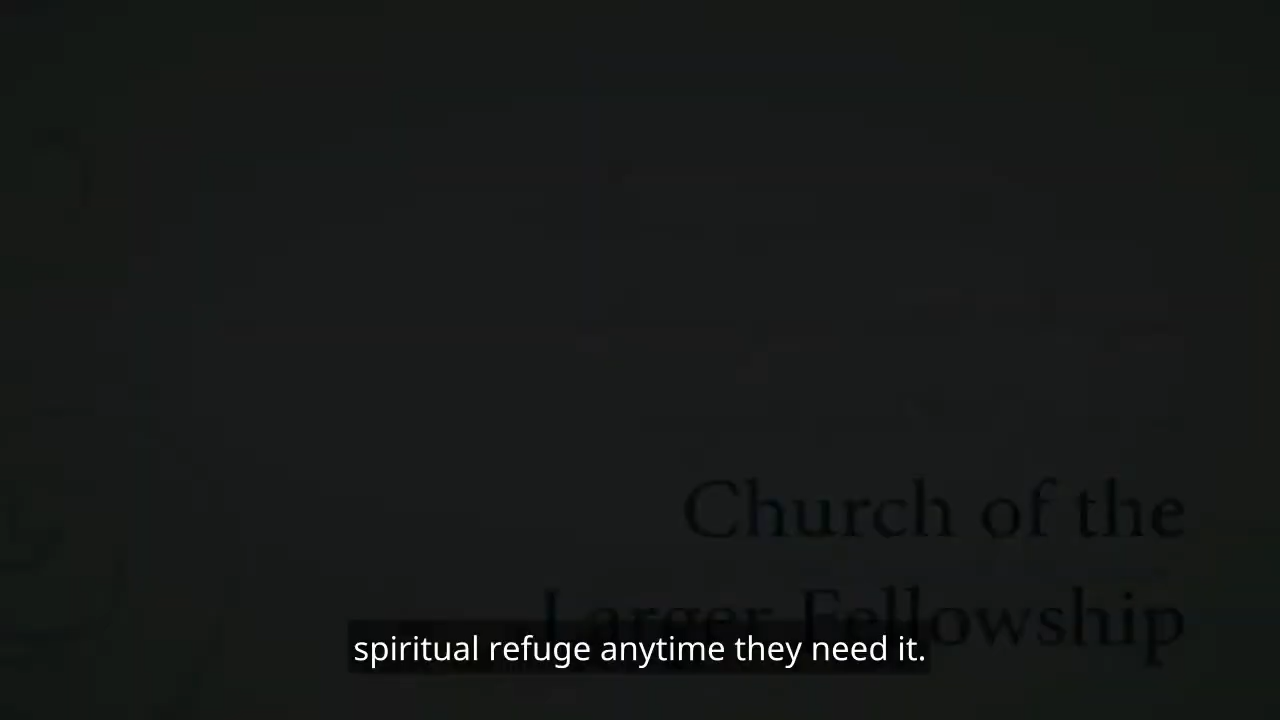 Church of the
Larger Fellowship
spiritual refuge anytime they need it.